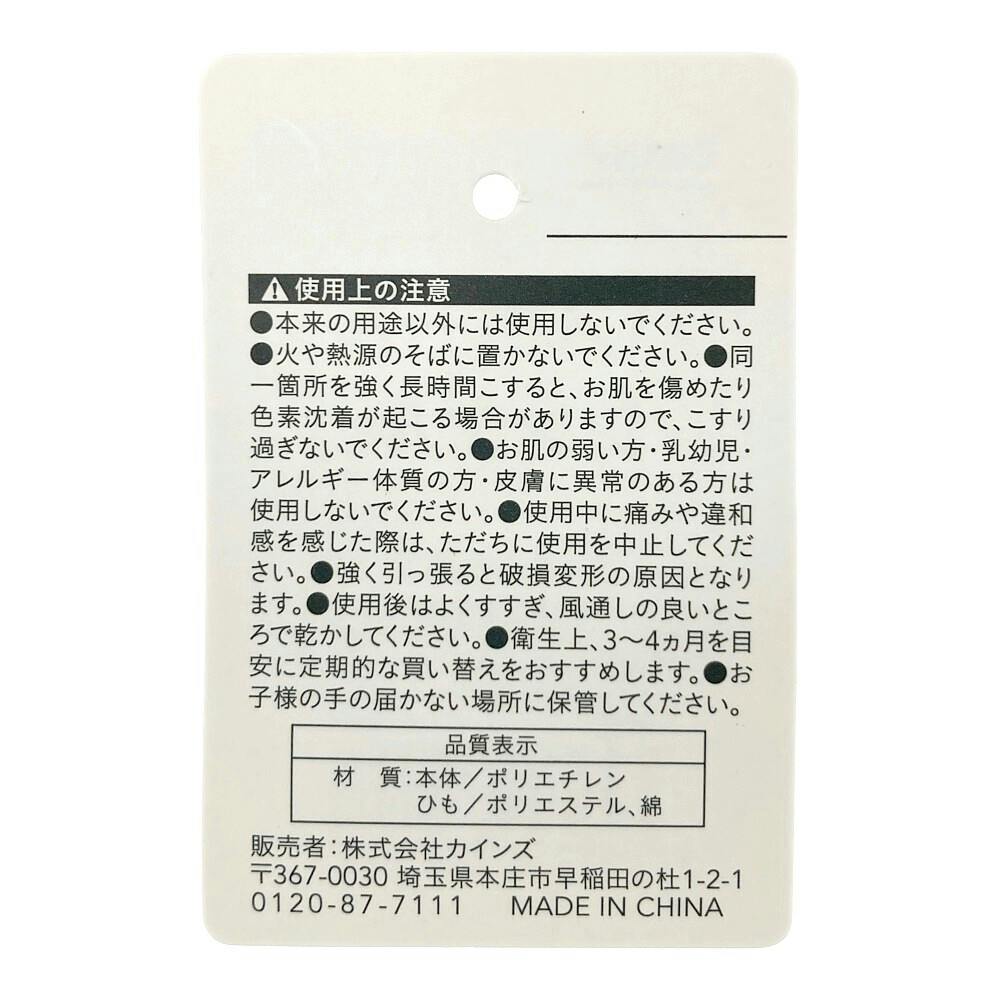 ⚠使用上の注意
●本来の用途以外には使用しないでください。
●火や熱源のそばに置かないでください。●同
一箇所を強く長時間こすると、お肌を傷めたり
色素沈着が起こる場合がありますので、こすり
過ぎないでください。●お肌の弱い方・乳幼児・
アレルギー体質の方・皮膚に異常のある方は
使用しないでください。●使用中に痛みや違和
感を感じた際は、ただちに使用を中止してくだ
さい。●強く引っ張ると破損変形の原因となり
ます。●使用後はよくすすぎ、風通しの良いとこ
ろで乾かしてください。●衛生上、3〜4ヵ月を目
安に定期的な買い替えをおすすめします。●お
子様の手の届かない場所に保管してください。
品質表示
材 質：本体／ポリエチレン
ひも／ポリエステル、綿
販売者：株式会社カインズ
〒367-0030 埼玉県本庄市早稲田の杜1-2-1
0120-87-7111 MADE IN CHINA